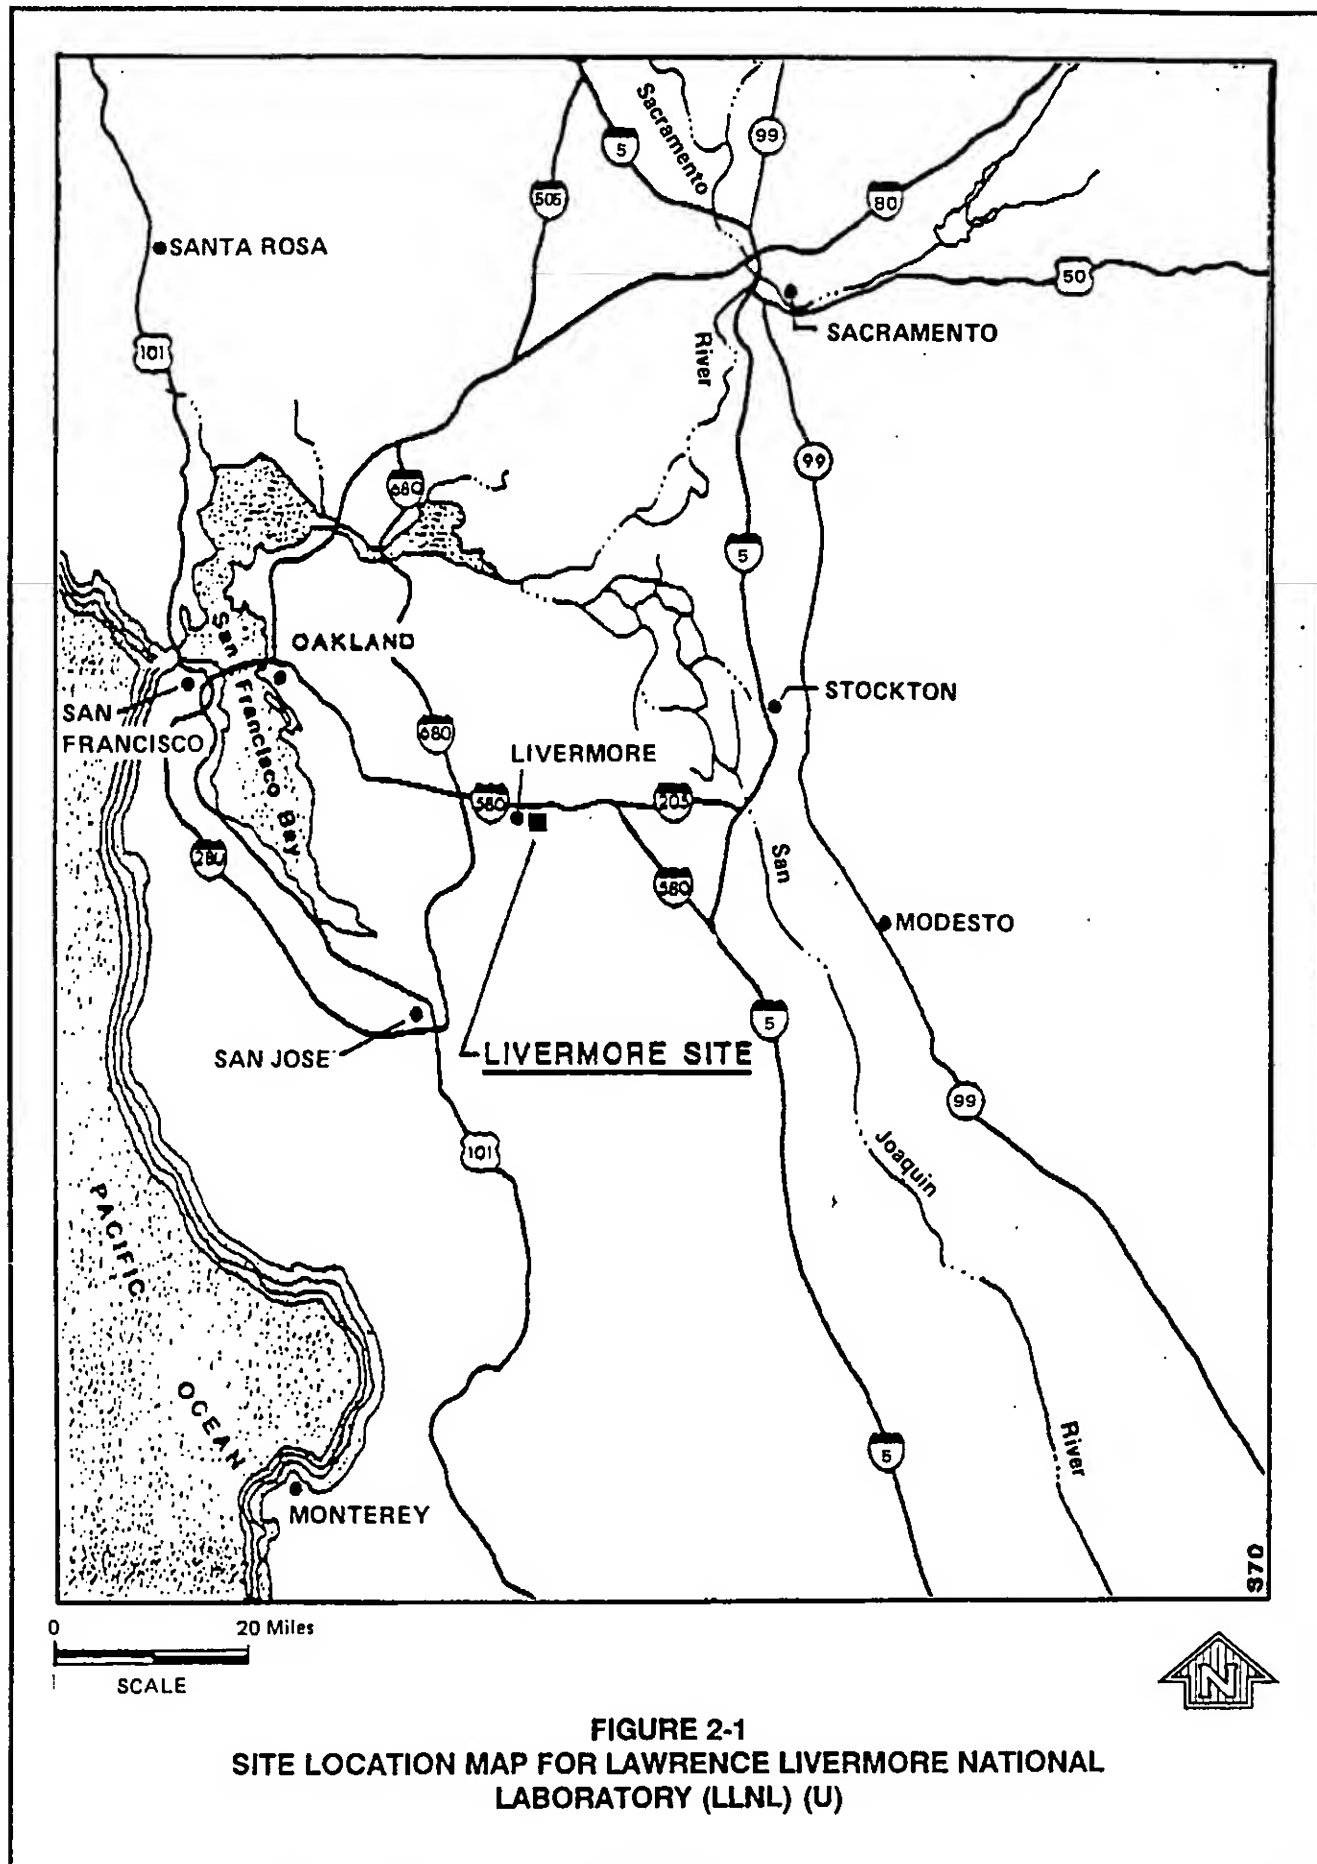 Sacramento
5
99
505
80
SANTA ROSA
50
SACRAMENTO
River
101
99
680
5
San
OAKLAND
STOCKTON
SAN
FRANCISCO
Francisco Bay
680
LIVERMORE
580
205
San
280
580
MODESTO
5
SAN JOSE
LIVERMORE SITE
99
101
Joaquin
PACIFIC
OCEAN
5
River
MONTEREY
S70
0 20 Miles
SCALE
N
FIGURE 2-1
SITE LOCATION MAP FOR LAWRENCE LIVERMORE NATIONAL
LABORATORY (LLNL) (U)